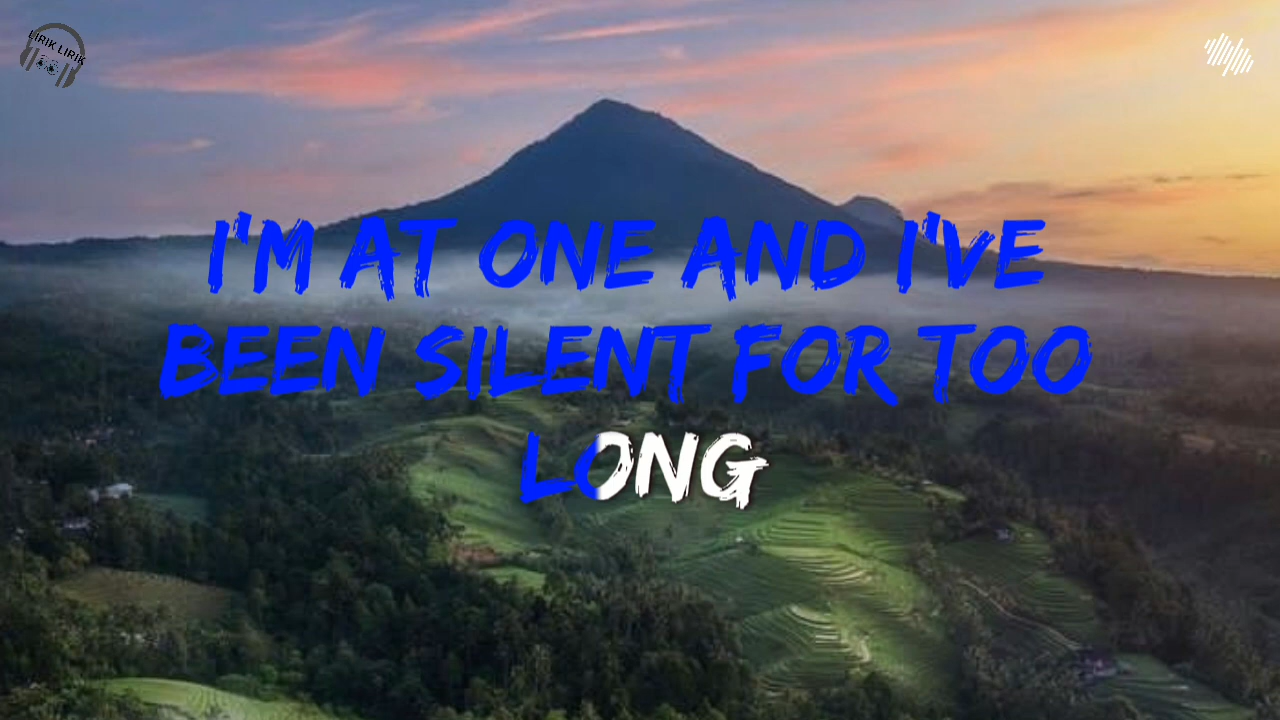 LIRIK LIRIK
I'M AT ONE AND I'VE
BEEN SILENT FOR TOO
LONG